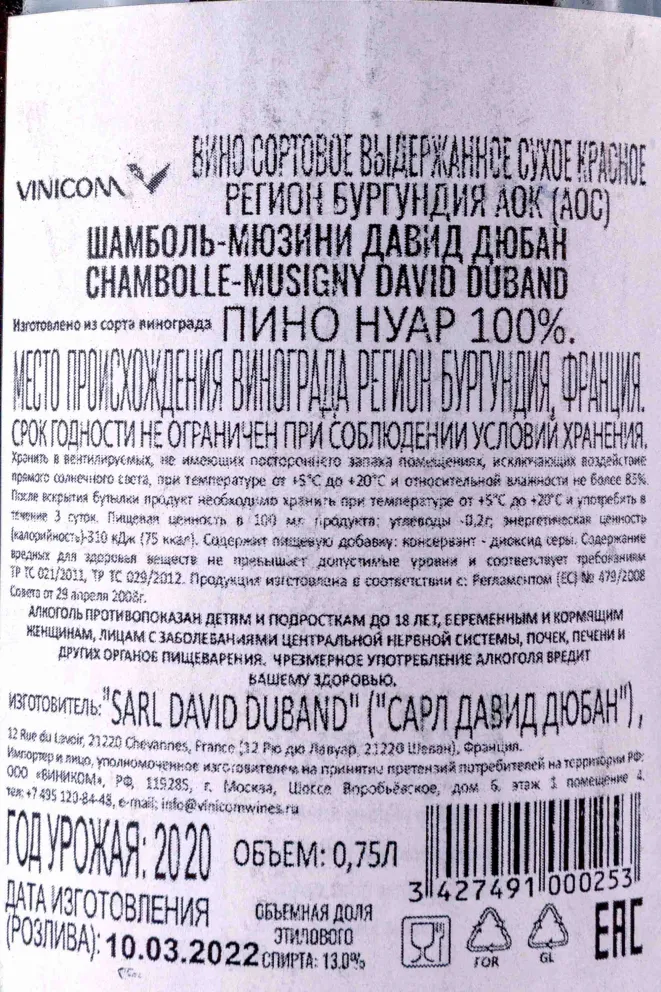 VINICOM
ВИНО СОРТОВОЕ ВЫДЕРЖАННОЕ СУХОЕ КРАСНОЕ
РЕГИОН БУРГУНДИЯ АОК (АОС)
ШАМБОЛЬ-МЮЗИНИ ДАВИД ДЮБАН
CHAMBOLLE-MUSIGNY DAVID DUBAND
Изготовлено из сорта винограда ПИНО НУАР 100%.
МЕСТО ПРОИСХОЖДЕНИЯ ВИНОГРАДА РЕГИОН БУРГУНДИЯ, ФРАНЦИЯ.
СРОК ГОДНОСТИ НЕ ОГРАНИЧЕН ПРИ СОБЛЮДЕНИИ УСЛОВИЙ ХРАНЕНИЯ.
Хранить в вентилируемых, не имеющих постороннего запаха помещениях, исключающих воздействие
прямого солнечного света, при температуре от +5°С до +20°С и относительной влажности не более 85%.
После вскрытия бутылки продукт необходимо хранить при температуре от +5°С до +20°С и употребить в
течение 3 суток. Пищевая ценность в 100 мл продукта: углеводы -0,2г; энергетическая ценность
(калорийность)-310 кДж (75 ккал). Содержит пищевую добавку: консервант - диоксид серы. Содержание
вредных для здоровья веществ не превышает допустимые уровни и соответствует требованиям
ТР ТС 021/2011, ТР ТС 029/2012. Продукция изготовлена в соответствии с: Регламентом (ЕС) № 479/2008
Совета от 29 апреля 2008г.
АЛКОГОЛЬ ПРОТИВОПОКАЗАН ДЕТЯМ И ПОДРОСТКАМ ДО 18 ЛЕТ, БЕРЕМЕННЫМ И КОРМЯЩИМ
ЖЕНЩИНАМ, ЛИЦАМ С ЗАБОЛЕВАНИЯМИ ЦЕНТРАЛЬНОЙ НЕРВНОЙ СИСТЕМЫ, ПОЧЕК, ПЕЧЕНИ И
ДРУГИХ ОРГАНОВ ПИЩЕВАРЕНИЯ. ЧРЕЗМЕРНОЕ УПОТРЕБЛЕНИЕ АЛКОГОЛЯ ВРЕДИТ
ВАШЕМУ ЗДОРОВЬЮ.
ИЗГОТОВИТЕЛЬ: "SARL DAVID DUBAND" ("САРЛ ДАВИД ДЮБАН"),
12 Rue du Lavoir, 21220 Chevannes, France (12 Рю дю Лавуар, 21220 Шеван), Франция.
Импортер и лицо, уполномоченное изготовителем на принятие претензий потребителей на территории РФ:
ООО «ВИНИКОМ», РФ, 119285, г. Москва, Шоссе Воробьёвское, дом 6, этаж 1 помещение 4.
тел: +7 495 120-84-48, e-mail: info@vinicomwines.ru
ГОД УРОЖАЯ: 2020
ОБЪЕМ: 0,75Л
3 427491 000253
ДАТА ИЗГОТОВЛЕНИЯ
(РОЗЛИВА): 10.03.2022
ОБЪЕМНАЯ ДОЛЯ
ЭТИЛОВОГО
СПИРТА: 13.0%
FOR
GL
EAC